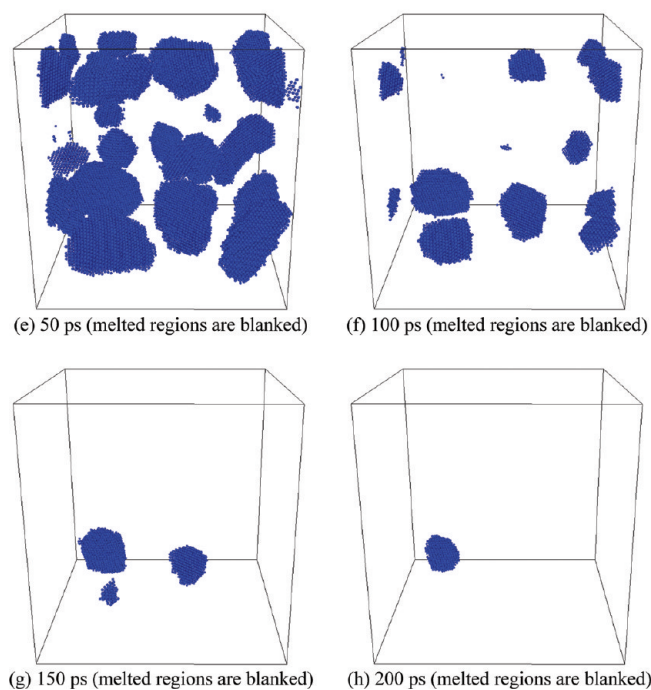 (e) 50 ps (melted regions are blanked)
(f) 100 ps (melted regions are blanked)
(g) 150 ps (melted regions are blanked)
(h) 200 ps (melted regions are blanked)